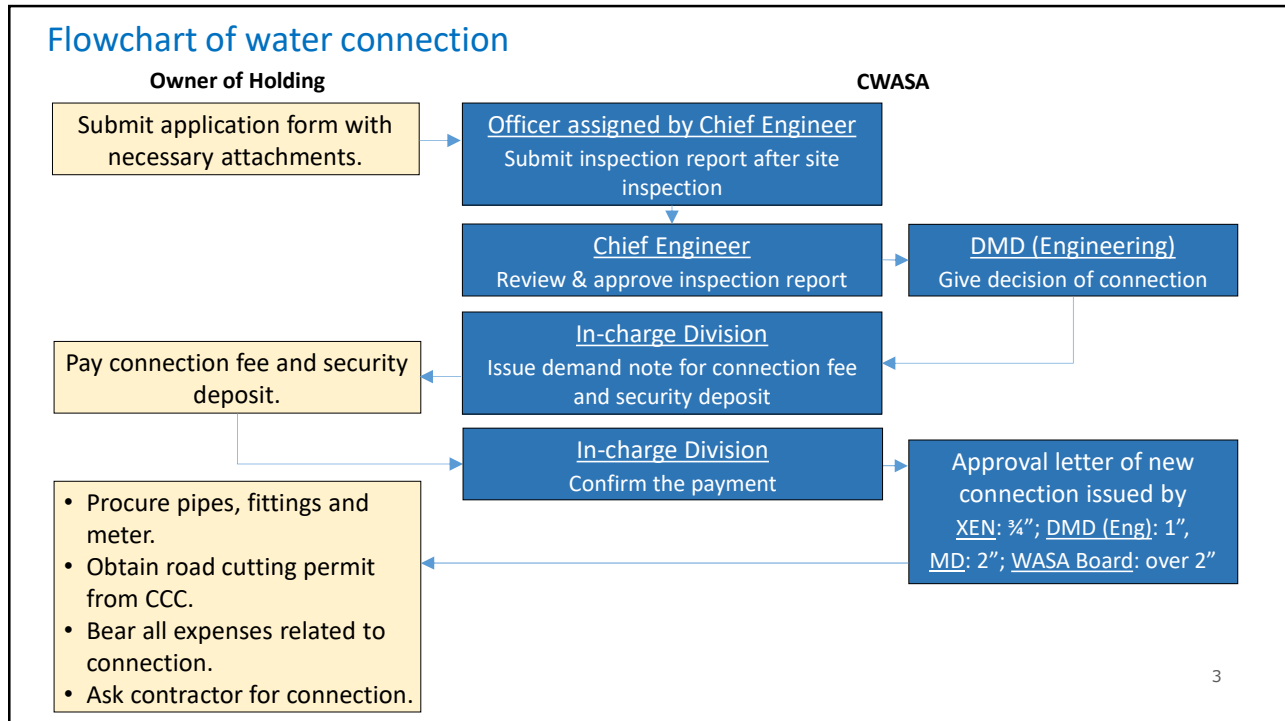 Flowchart of water connection
Owner of Holding
CWASA
Submit application form with
necessary attachments.
Officer assigned by Chief Engineer
Submit inspection report after site
inspection
Chief Engineer
Review & approve inspection report
DMD (Engineering)
Give decision of connection
In-charge Division
Issue demand note for connection fee
and security deposit
Pay connection fee and security
deposit.
In-charge Division
Confirm the payment
Approval letter of new
connection issued by
XEN: ¾”; DMD (Eng): 1”,
MD: 2”; WASA Board: over 2”
• Procure pipes, fittings and
meter.
• Obtain road cutting permit
from CCC.
• Bear all expenses related to
connection.
• Ask contractor for connection.
3